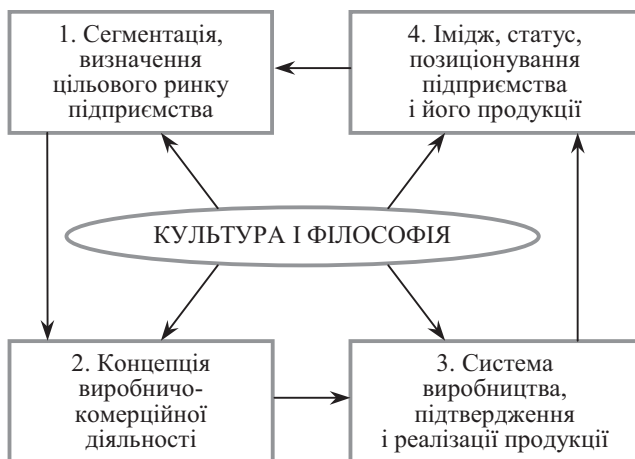 1. Сегментація,
визначення
цільового ринку
підприємства
4. Імідж, статус,
позиціонування
підприємства
і його продукції
КУЛЬТУРА І ФІЛОСОФІЯ
2. Концепція
виробничо-
комерційної
діяльності
3. Система
виробництва,
підтвердження
і реалізації продукції